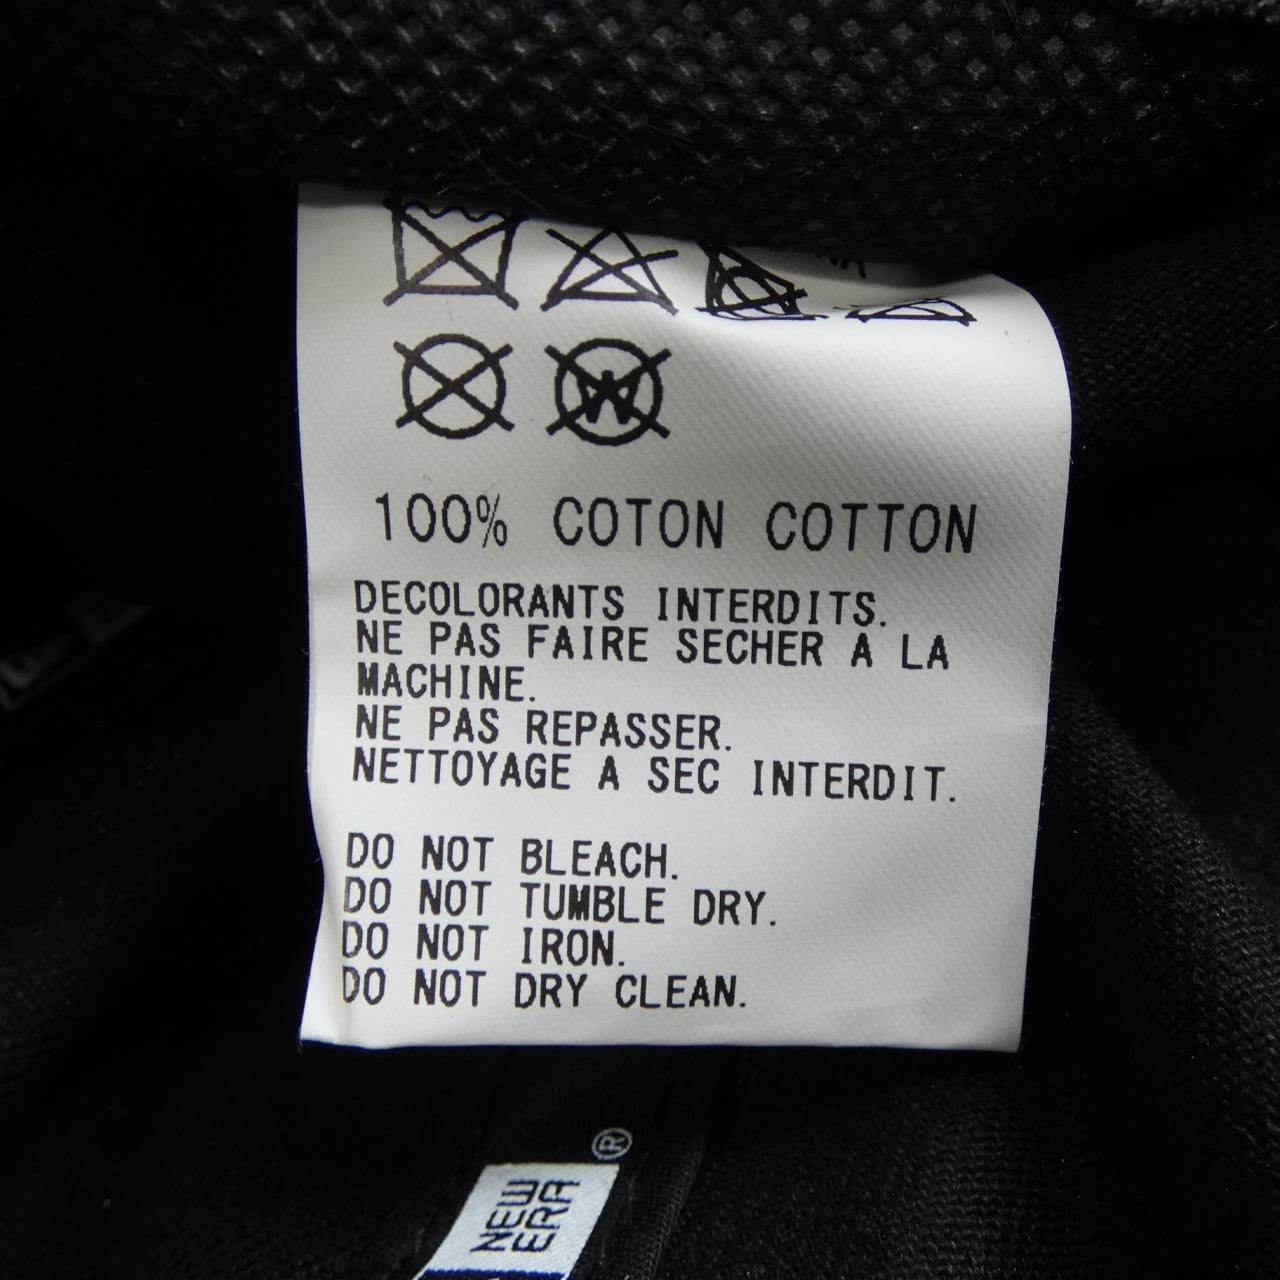 100% COTON COTTON
DECOLORANTS INTERDITS.
NE PAS FAIRE SECHER A LA
MACHINE.
NE PAS REPASSER.
NETTOYAGE A SEC INTERDIT.
DO NOT BLEACH.
DO NOT TUMBLE DRY.
DO NOT IRON.
DO NOT DRY CLEAN.
®
NEW
ERA